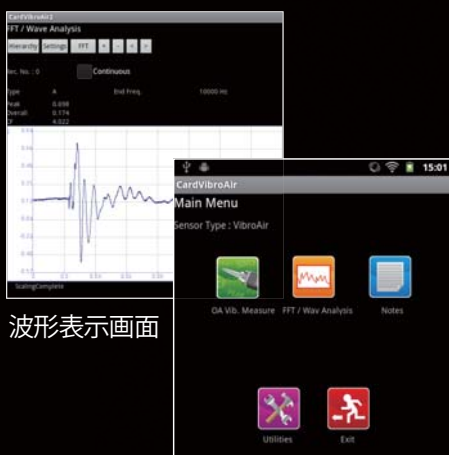 CardVibroAir2
FFT / Wave Analysis
Hierarchy Settings FFT + - < >
Rec. No. : 0 Continuous
Type A End Freq. 10000 Hz
Peak 0.698
Overall 0.174
CF 4.022
ScalingComplete
波形表示画面
15:01
CardVibroAir
Main Menu
Sensor Type : VibroAir
OA Vib. Measure FFT / Wav Analysis Notes
Utilities Exit